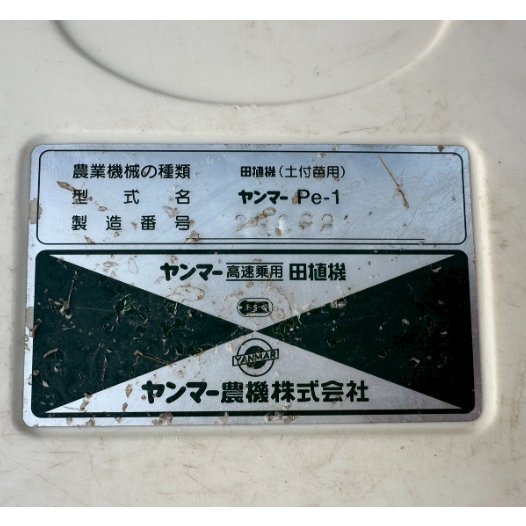 農業機械の種類 田植機(土付苗用)
型式名 ヤンマー Pe-1
製造番号
ヤンマー 高速乗用 田植機
YANMAR
ヤンマー農機株式会社